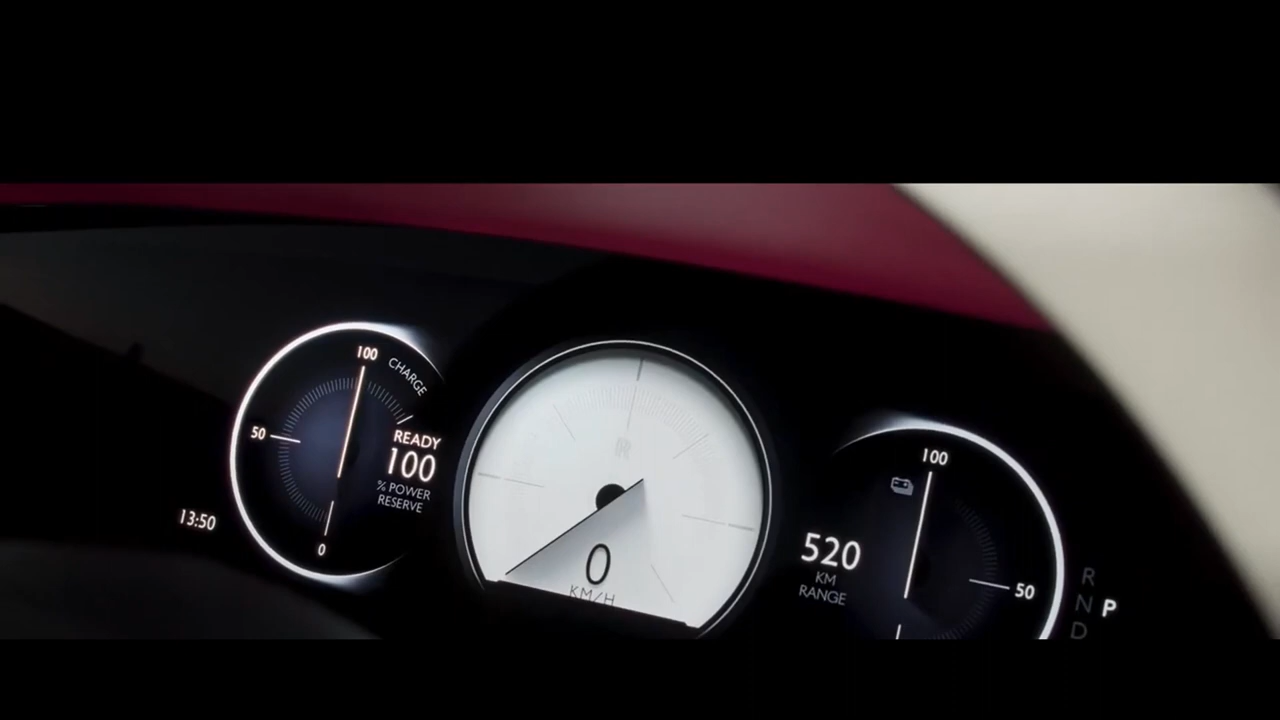 100
CHARGE
50
READY
100
% POWER
RESERVE
0
13:50
R
0
KM/H
100
520
KM
RANGE
50
R
N P
D